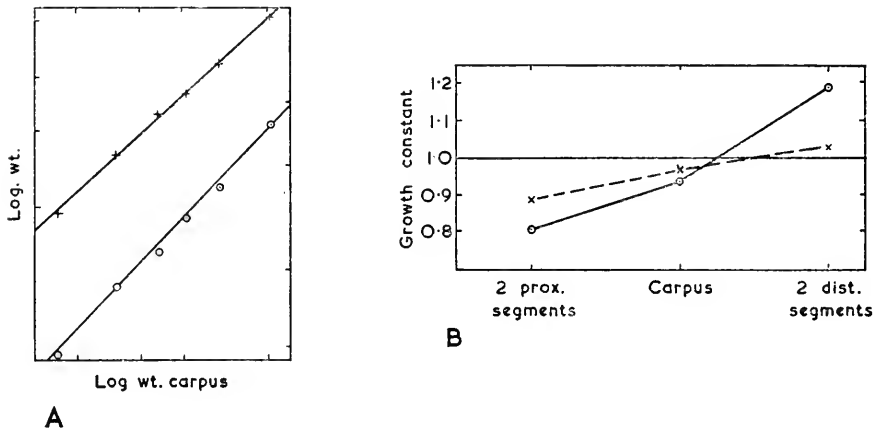 Log. wt.
Log wt. carpus
A
Growth constant
1·2
1·1
1·0
0·9
0·8
2 prox.
segments
Carpus
2 dist.
segments
B